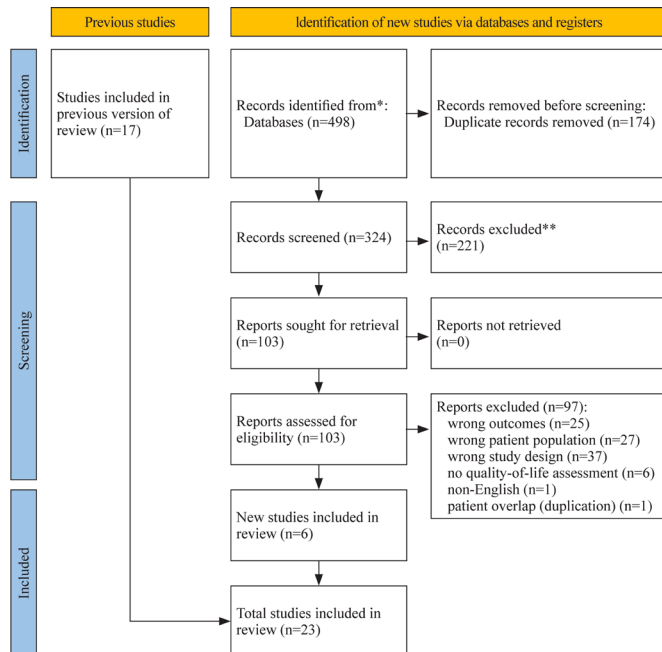 Previous studies
Identification of new studies via databases and registers
Identification
Studies included in
previous version of
review (n=17)
Records identified from*:
Databases (n=498)
Records removed before screening:
Duplicate records removed (n=174)
Screening
Records screened (n=324)
Records excluded**
(n=221)
Reports sought for retrieval
(n=103)
Reports not retrieved
(n=0)
Reports assessed for
eligibility (n=103)
Reports excluded (n=97):
wrong outcomes (n=25)
wrong patient population (n=27)
wrong study design (n=37)
no quality-of-life assessment (n=6)
non-English (n=1)
patient overlap (duplication) (n=1)
Included
New studies included in
review (n=6)
Total studies included in
review (n=23)